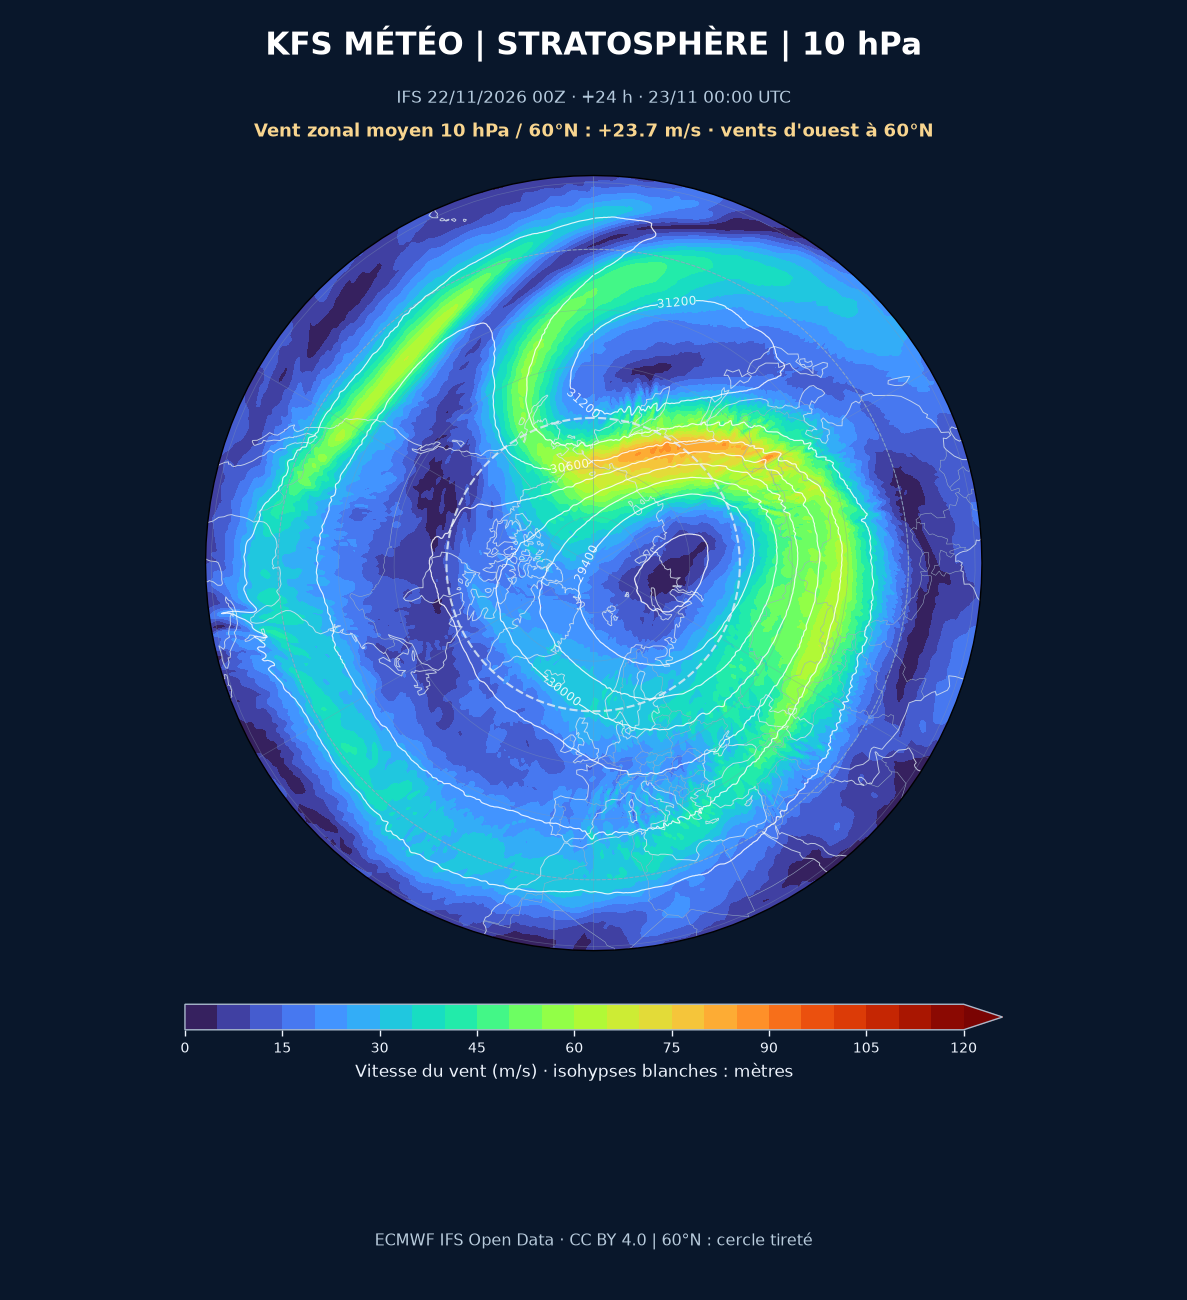 KFS MÉTÉO | STRATOSPHÈRE | 10 hPa
IFS 22/11/2026 00Z · +24 h · 23/11 00:00 UTC
Vent zonal moyen 10 hPa / 60°N : +23.7 m/s · vents d'ouest à 60°N
31200
31200
30600
29400
30000
0 15 30 45 60 75 90 105 120
Vitesse du vent (m/s) · isohypses blanches : mètres
ECMWF IFS Open Data · CC BY 4.0 | 60°N : cercle tireté